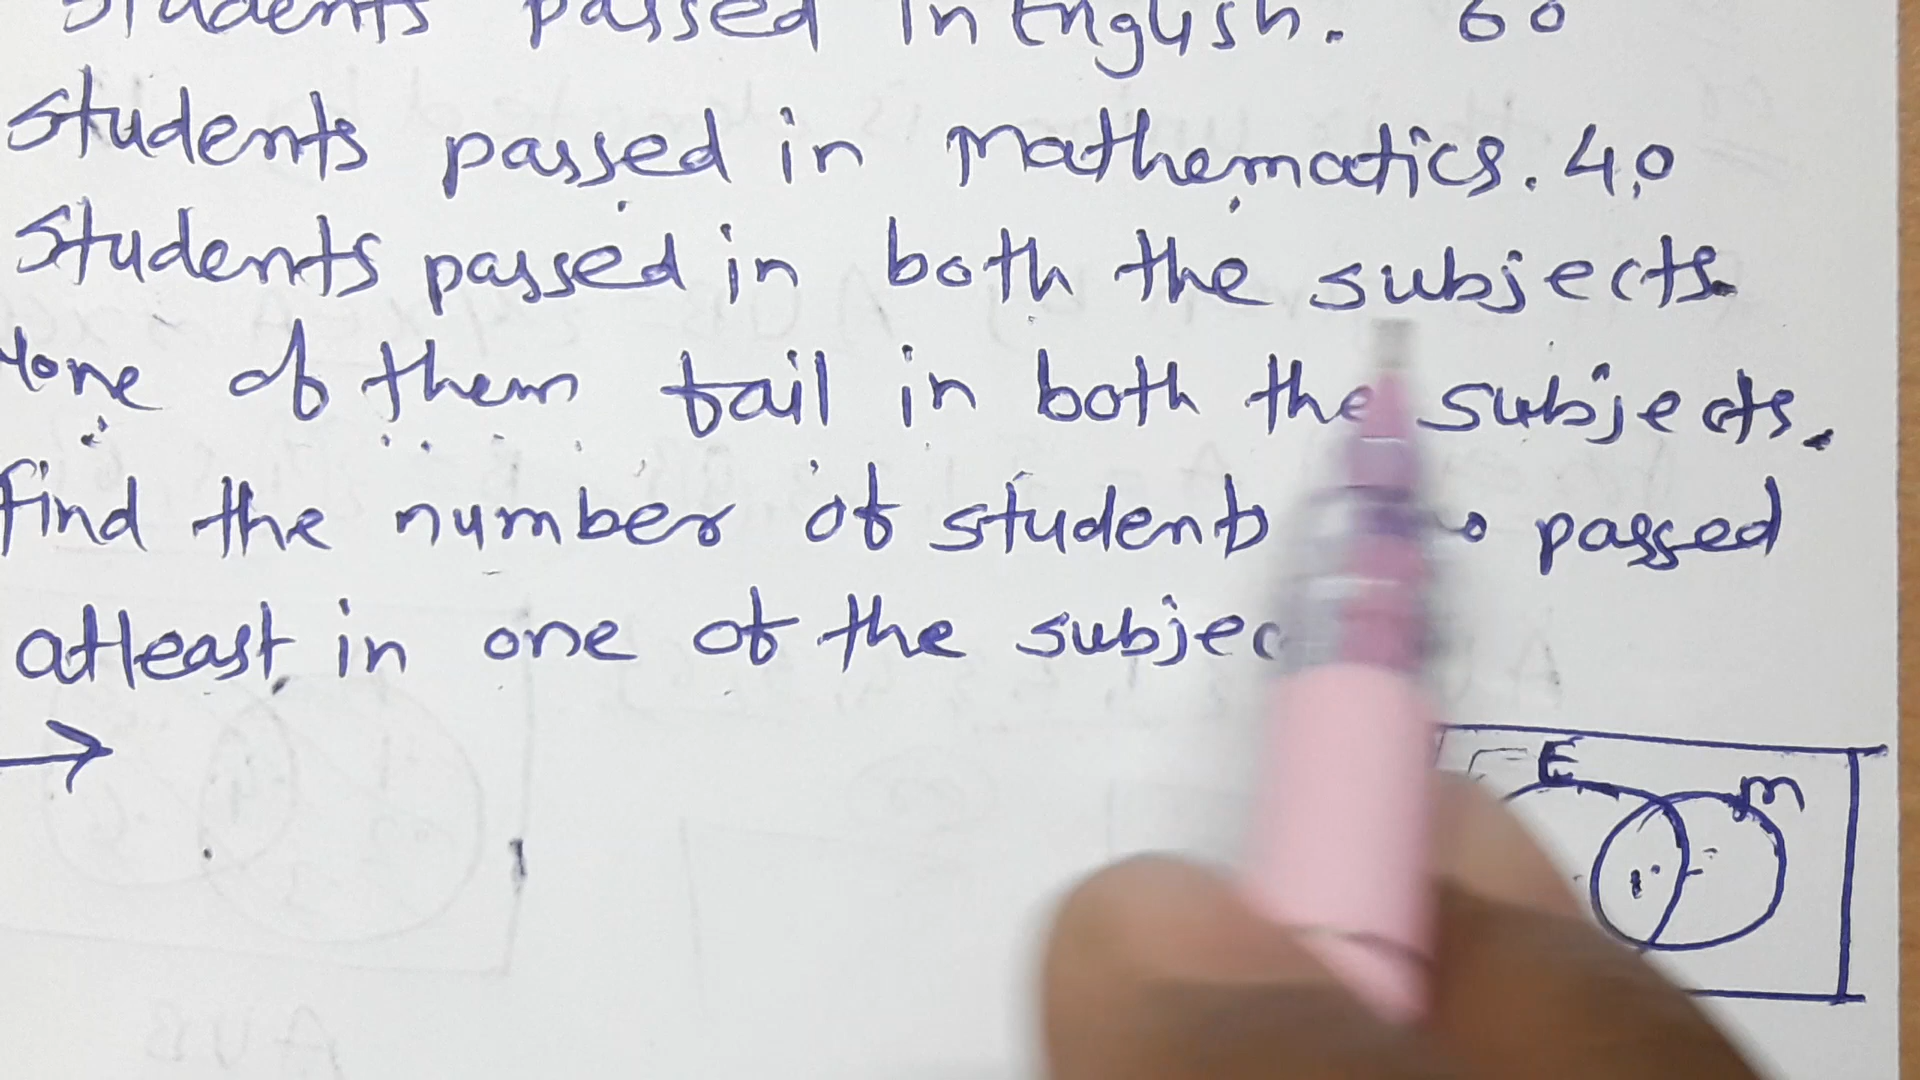 students passed in English. 60
students passed in Mathematics. 40
students passed in both the subjects.
None of them fail in both the subjects.
find the number of students passed
atleast in one of the
E
M